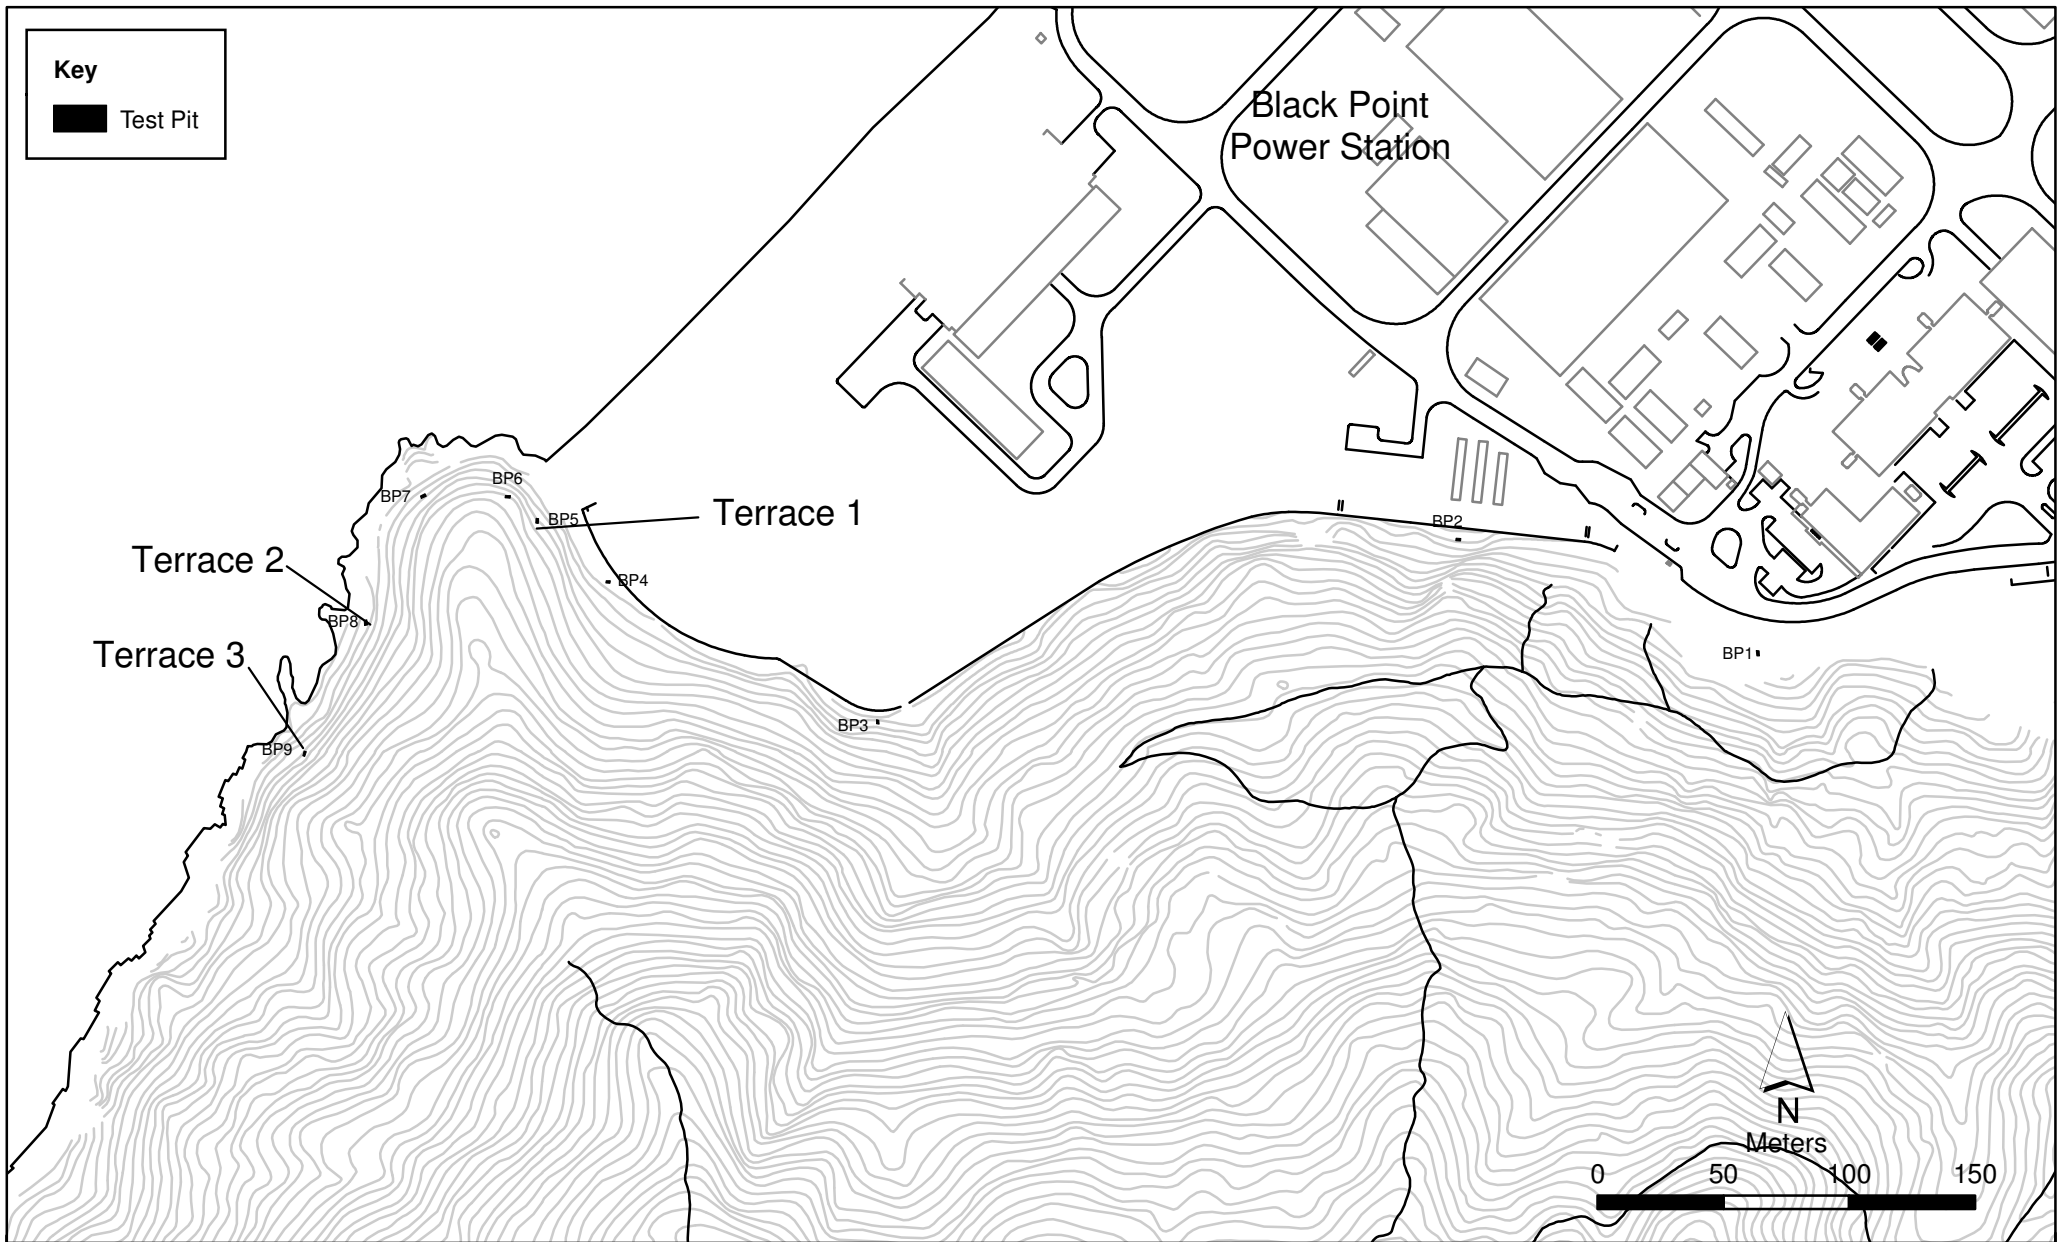 Key
Test Pit
Black Point
Power Station
BP6
BP7
BP5
Terrace 1
BP2
Terrace 2
BP4
BP8
Terrace 3
BP1
BP3
BP9
N
Meters
0 50 100 150